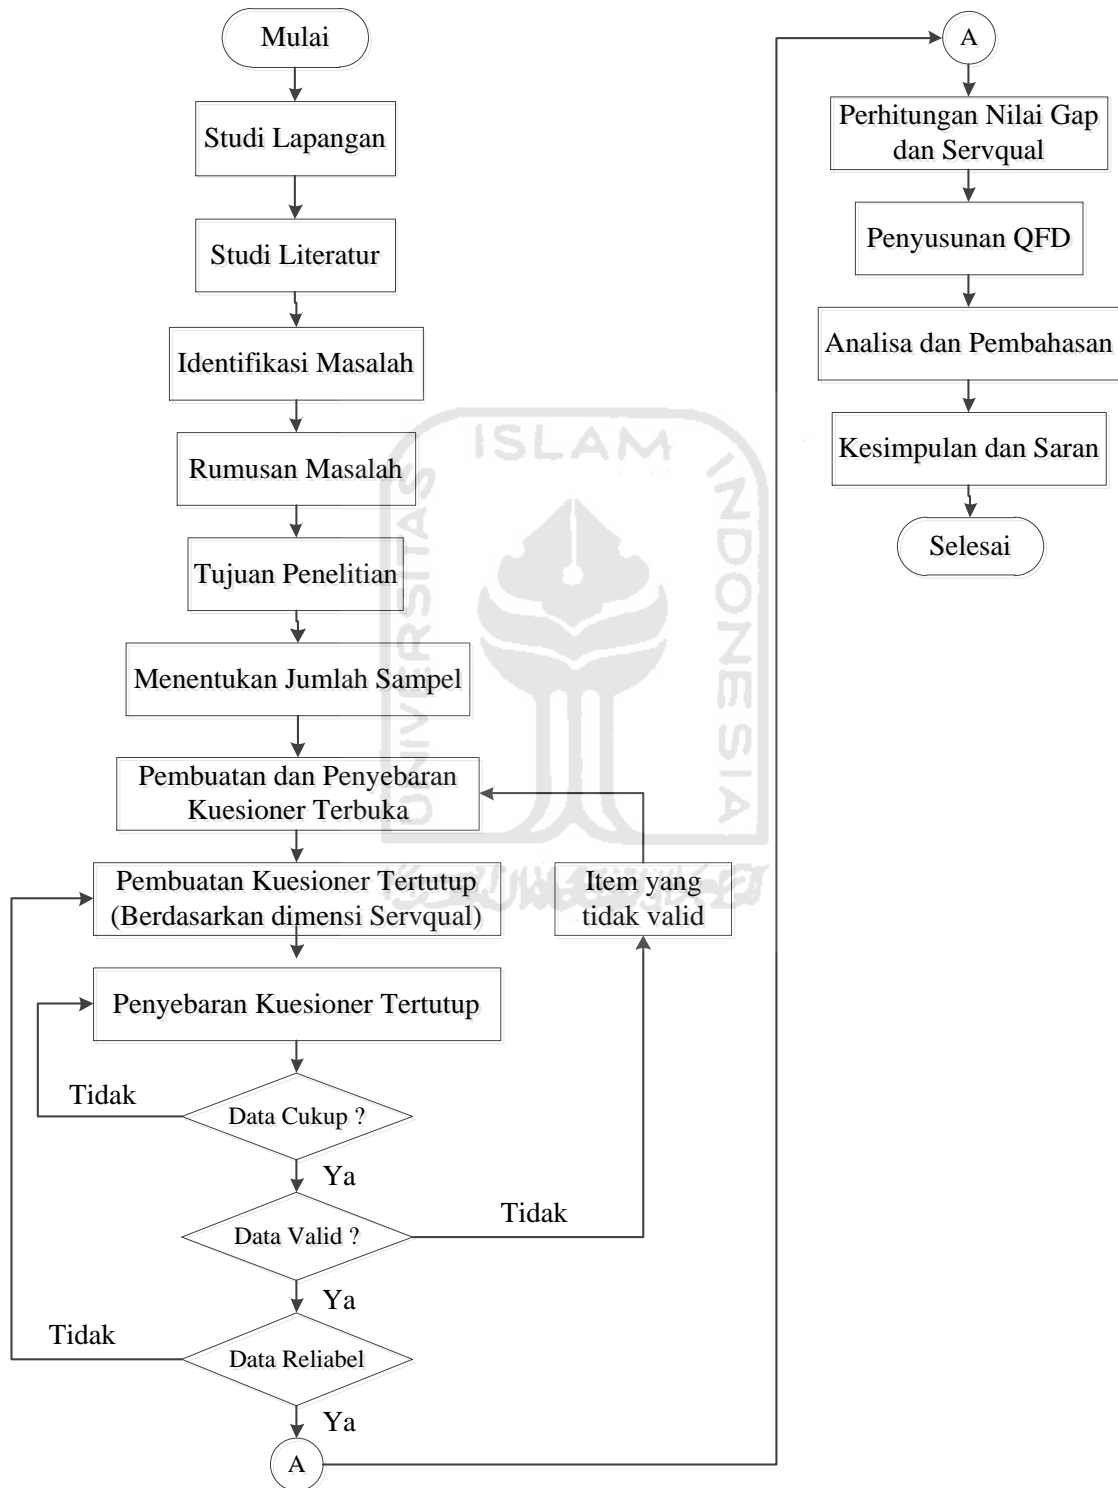 Mulai
Studi Lapangan
Studi Literatur
Identifikasi Masalah
Rumusan Masalah
Tujuan Penelitian
Menentukan Jumlah Sampel
Pembuatan dan Penyebaran
Kuesioner Terbuka
Pembuatan Kuesioner Tertutup
(Berdasarkan dimensi Servqual)
Item yang
tidak valid
Penyebaran Kuesioner Tertutup
Tidak
Data Cukup ?
Ya
Data Valid ?
Tidak
Ya
Tidak
Data Reliabel
Ya
A
A
Perhitungan Nilai Gap
dan Servqual
Penyusunan QFD
Analisa dan Pembahasan
Kesimpulan dan Saran
Selesai
UNIVERSITAS
ISLAM
INDONESIA